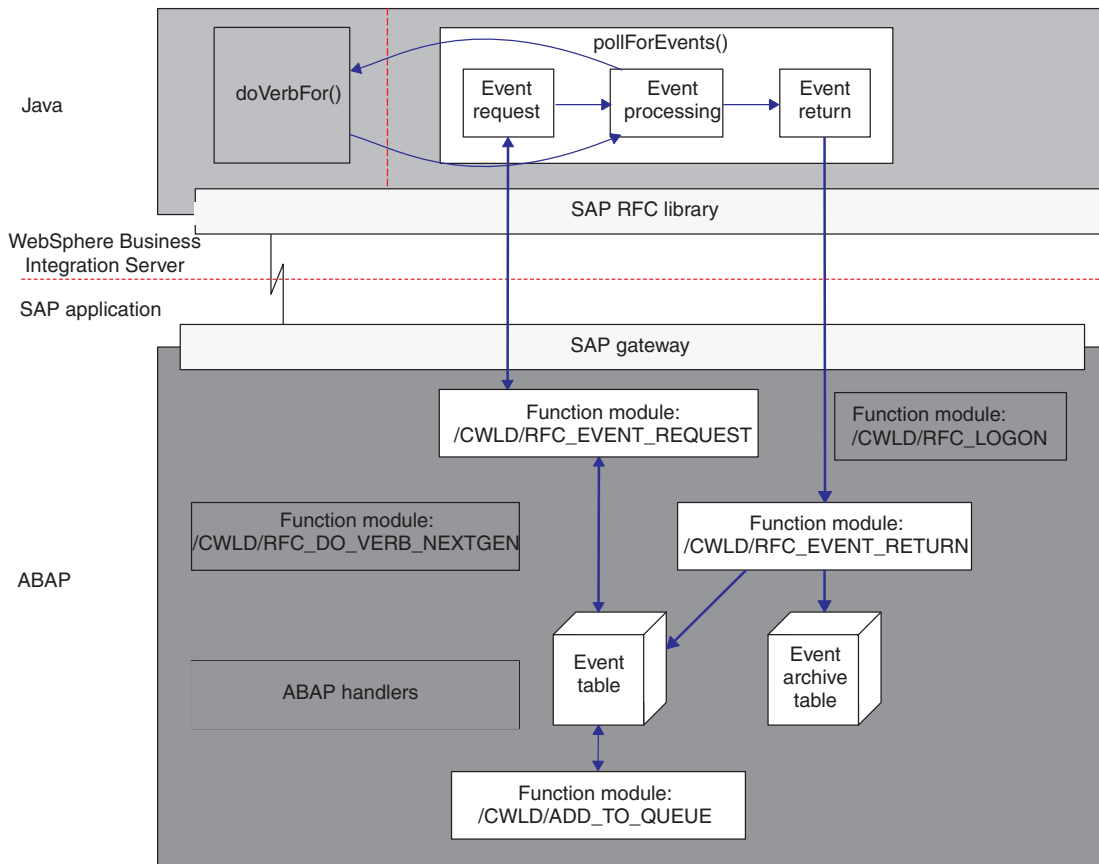 pollForEvents()
Java
doVerbFor()
Event
request
Event
processing
Event
return
SAP RFC library
WebSphere Business
Integration Server
SAP application
SAP gateway
Function module:
/CWLD/RFC_EVENT_REQUEST
Function module:
/CWLD/RFC_LOGON
Function module:
/CWLD/RFC_DO_VERB_NEXTGEN
Function module:
/CWLD/RFC_EVENT_RETURN
ABAP
Event
table
Event
archive
table
ABAP handlers
Function module:
/CWLD/ADD_TO_QUEUE